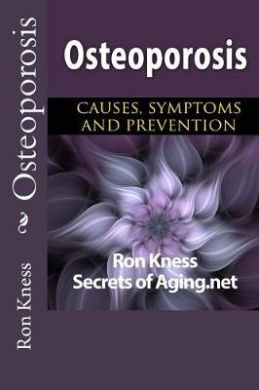 Osteoporosis
CAUSES, SYMPTOMS
AND PREVENTION
Ron Kness
Secrets of Aging.net
Ron Kness Osteoporosis